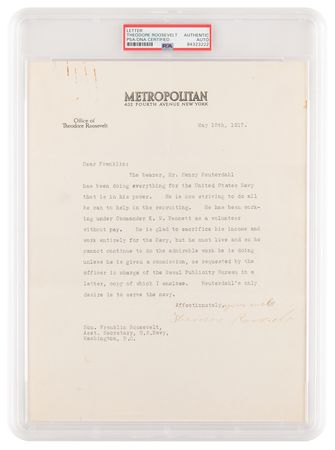 LETTER
THEODORE ROOSEVELT
PSA/DNA CERTIFIED
AUTHENTIC
AUTO
PSA
84323222
METROPOLITAN
432 FOURTH AVENUE NEW YORK
Office of
Theodore Roosevelt
May 18th, 1917.
Dear Franklin:
The bearer, Mr. Henry Reuterdahl
has been doing everything for the United States Navy
that is in his power. He is now striving to do all
he can to help in the recruiting. He has been work-
ing under Commander K. M. Bennett as a volunteer
without pay. He is glad to sacrifice his income and
work entirely for the Navy, but he must live and so he
cannot continue to do the admirable work he is doing
unless he is given a commission, as requested by the
officer in charge of the Naval Publicity Bureau in a
letter, copy of which I enclose. Reuterdahl's only
desire is to serve the navy.
Affectionately,
Theodore Roosevelt
Hon. Franklin Roosevelt,
Asst. Secretary, U.S.Navy,
Washington, D.C.